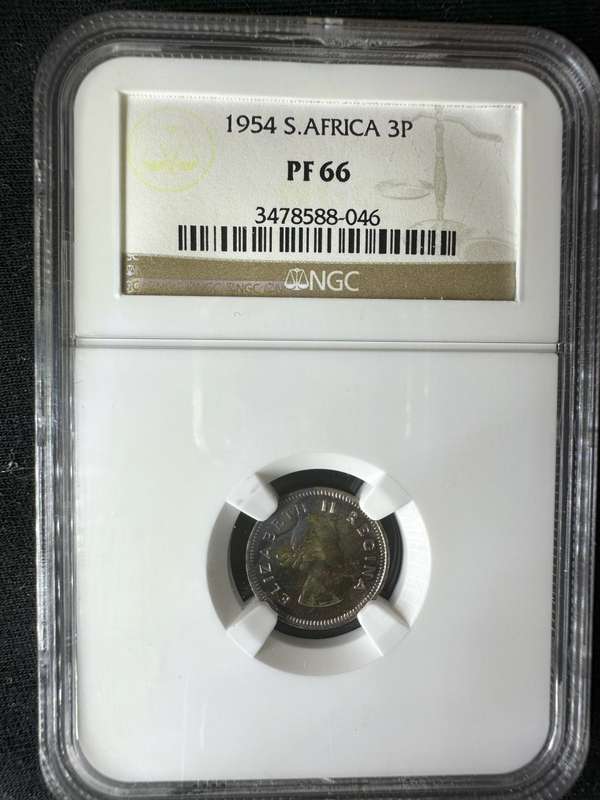 1954 S.AFRICA 3P
PF 66
3478588-046
NGC
ELIZABETH II REGINA